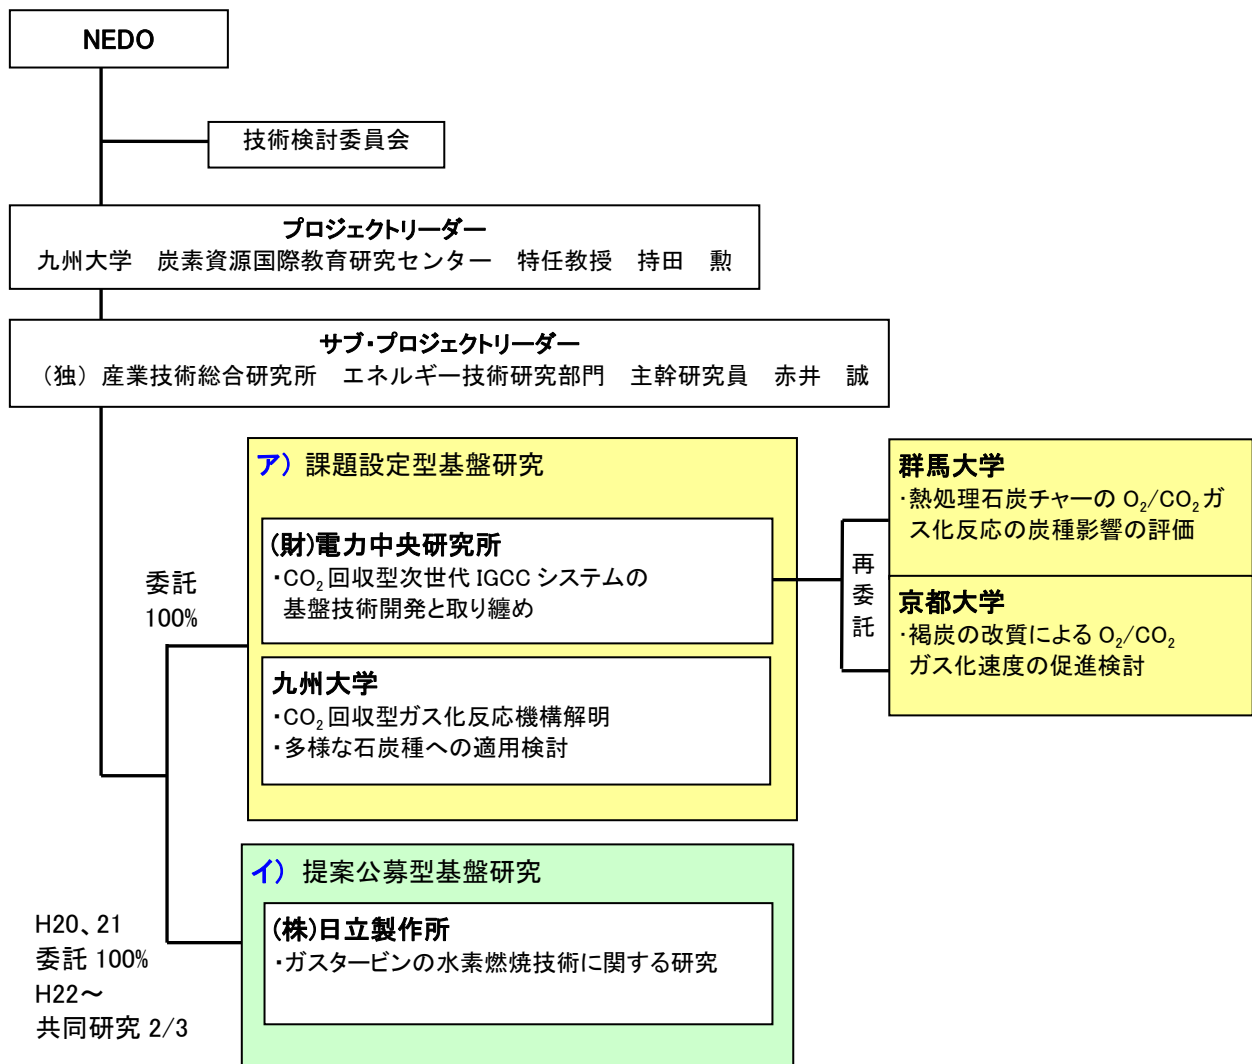 NEDO
技術検討委員会
プロジェクトリーダー
九州大学　炭素資源国際教育研究センター　特任教授　持田　勲
サブ・プロジェクトリーダー
（独）産業技術総合研究所　エネルギー技術研究部門　主幹研究員　赤井　誠
委託
100%
ア）課題設定型基盤研究
(財)電力中央研究所
・CO₂回収型次世代 IGCC システムの
基盤技術開発と取り纏め
九州大学
・CO₂回収型ガス化反応機構解明
・多様な石炭種への適用検討
再
委
託
群馬大学
・熱処理石炭チャーの O₂/CO₂ガ
ス化反応の炭種影響の評価
京都大学
・褐炭の改質による O₂/CO₂
ガス化速度の促進検討
H20、21
委託 100%
H22～
共同研究 2/3
イ）提案公募型基盤研究
(株)日立製作所
・ガスタービンの水素燃焼技術に関する研究